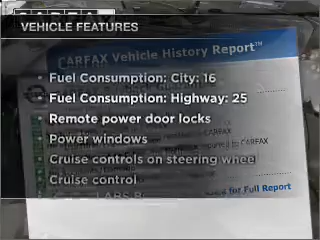 VEHICLE FEATURES
CARFAX Vehicle History Report™
Fuel Consumption: City: 16
Fuel Consumption: Highway: 25
Remote power door locks
Power windows
Cruise controls on steering wheel
Cruise control
for Full Report